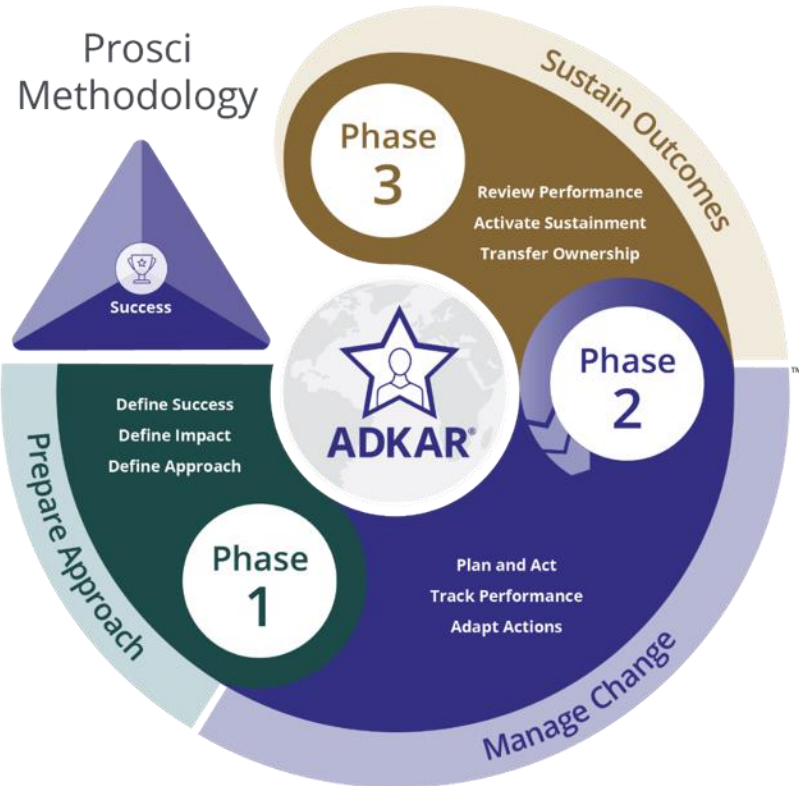 Prosci
Methodology
Success
Sustain Outcomes
Phase
3
Review Performance
Activate Sustainment
Transfer Ownership
Phase
2
™
ADKAR®
Define Success
Define Impact
Define Approach
Prepare Approach
Phase
1
Plan and Act
Track Performance
Adapt Actions
Manage Change